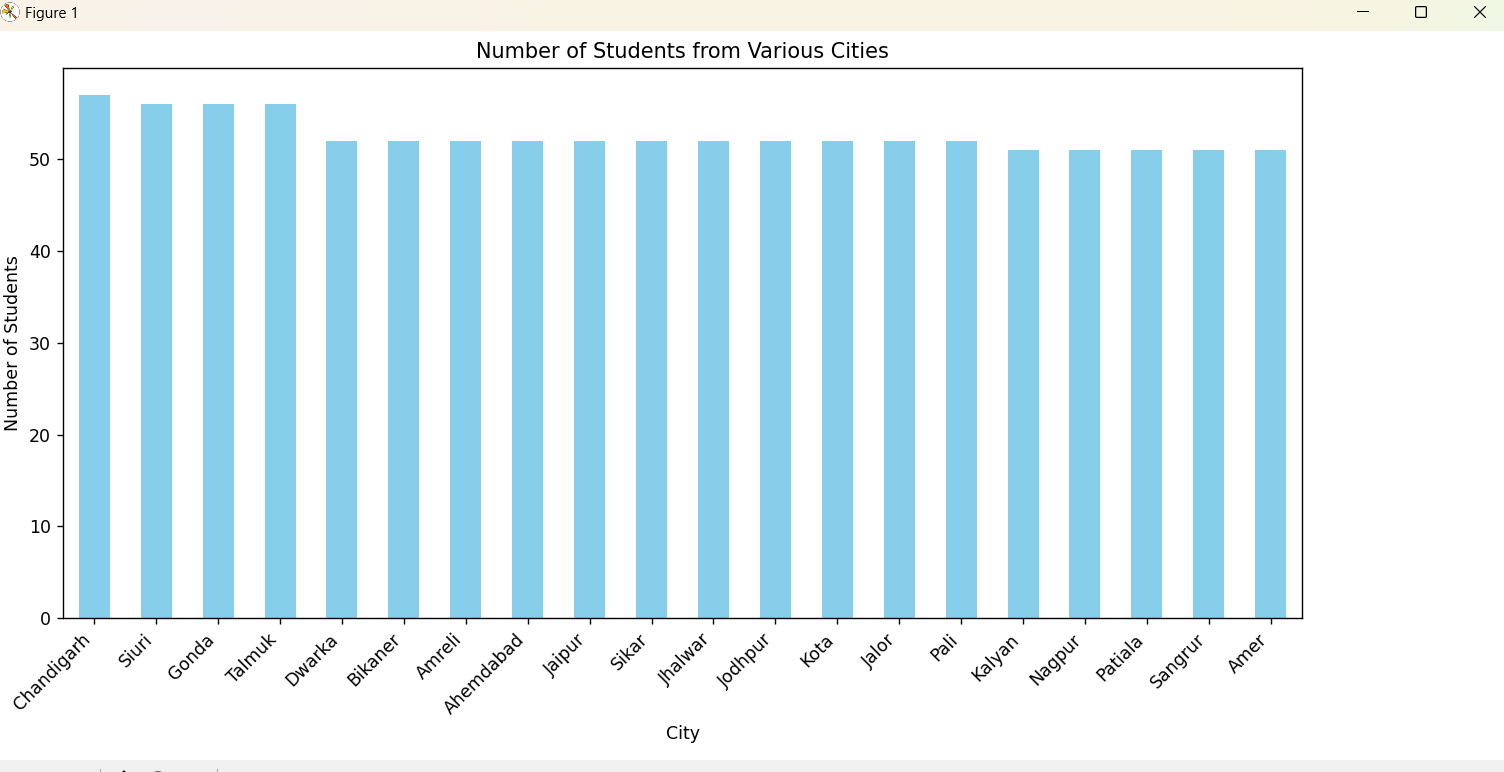 Figure 1
Number of Students from Various Cities
Number of Students
50
40
30
20
10
0
Chandigarh
Siuri
Gonda
Talmuk
Dwarka
Bikaner
Amreli
Ahemdabad
Jaipur
Sikar
Jhalwar
Jodhpur
Kota
Jalor
Pali
Kalyan
Nagpur
Patiala
Sangrur
Amer
City